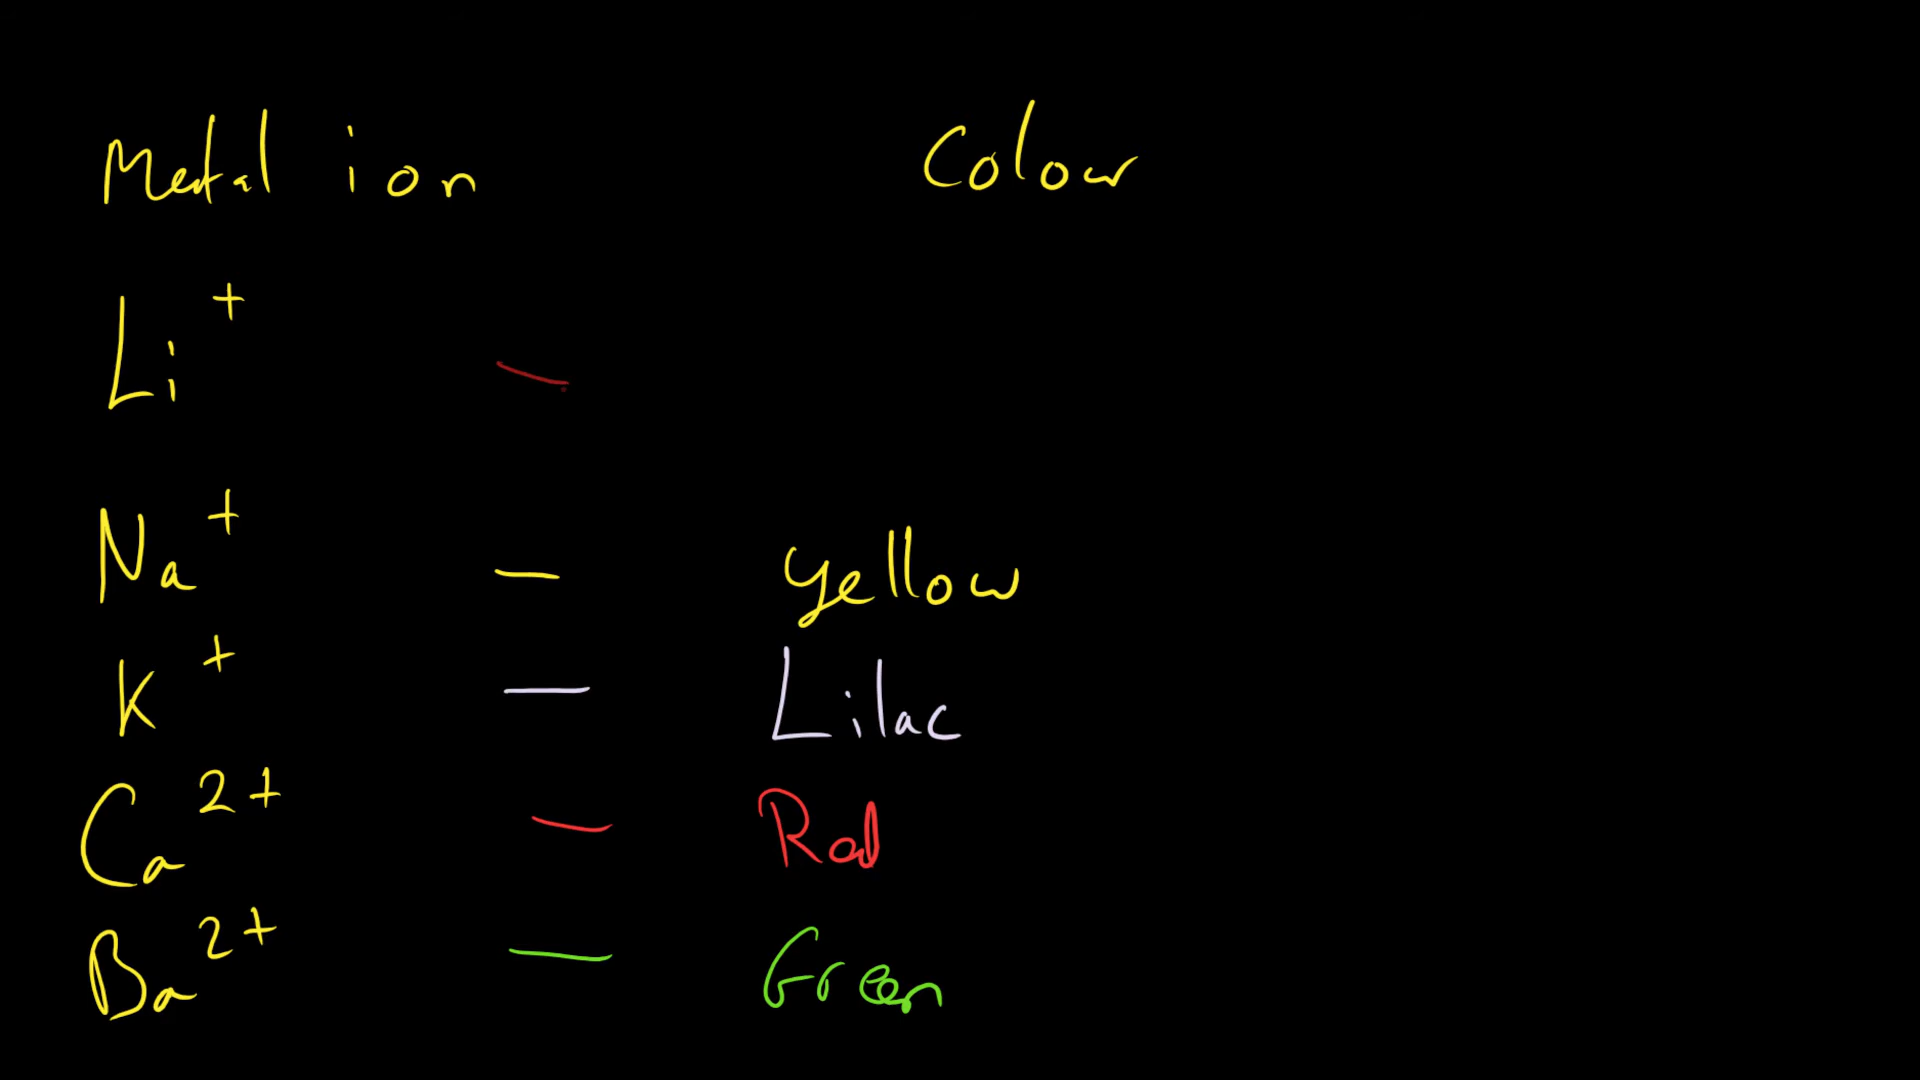 Metal ion Colour
Li⁺ -
Na⁺ - yellow
K⁺ - Lilac
Ca²⁺ - Red
Ba²⁺ - Green